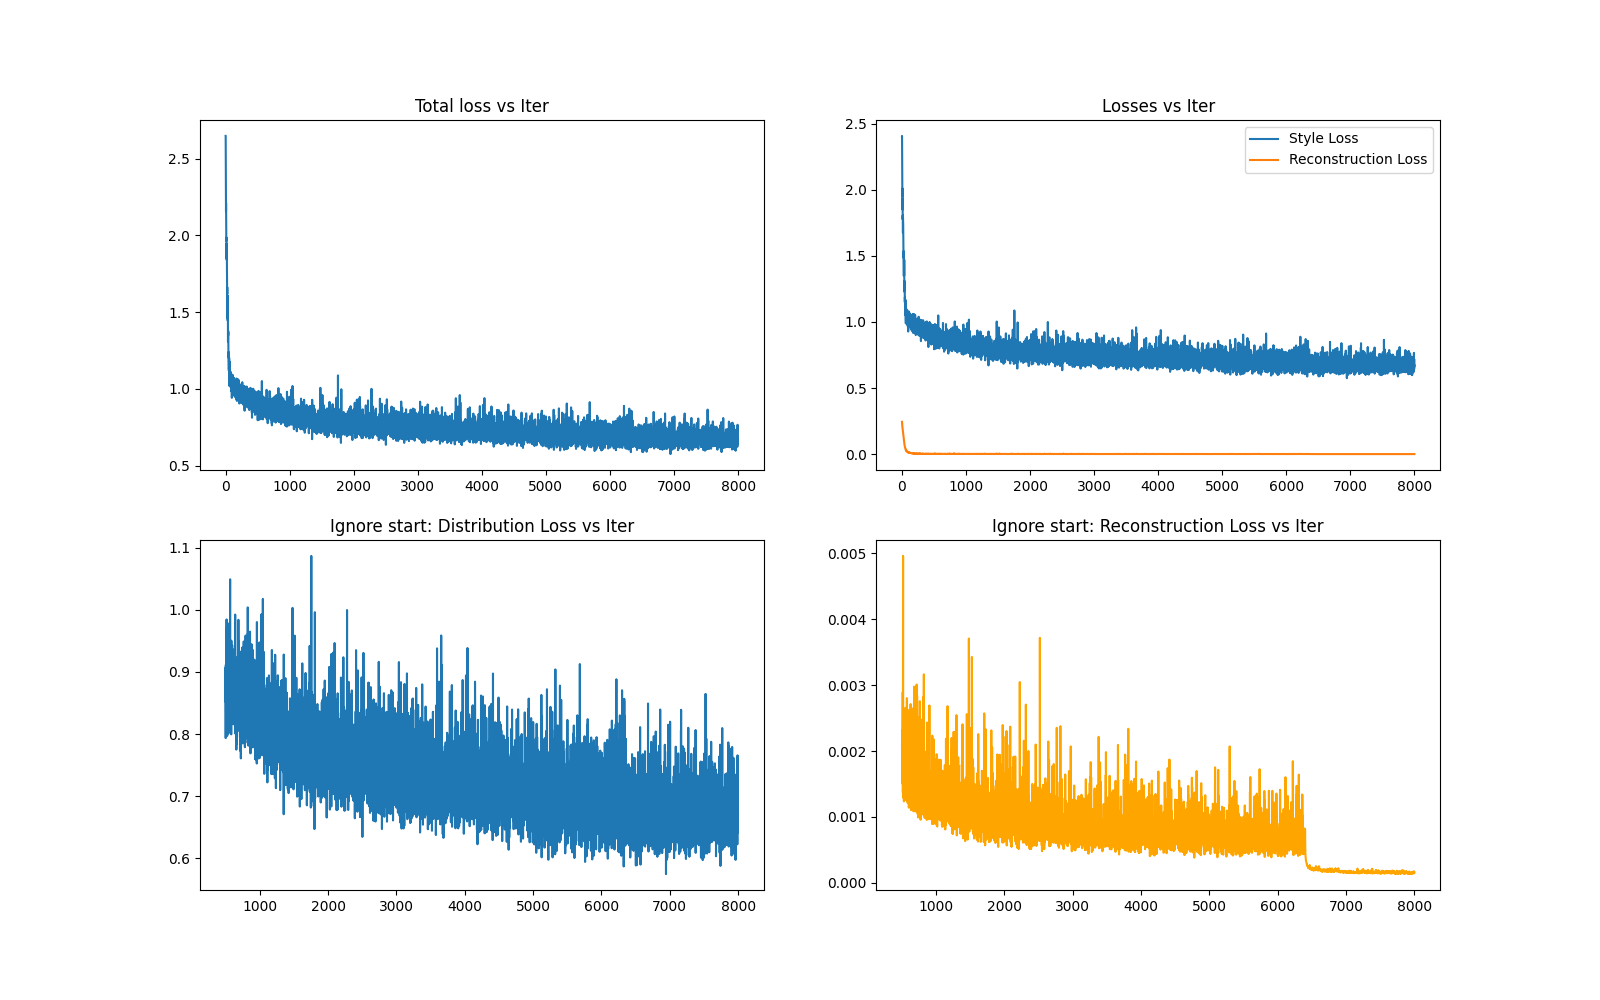 Total loss vs Iter
2.5
2.0
1.5
1.0
0.5
0 1000 2000 3000 4000 5000 6000 7000 8000
Losses vs Iter
Style Loss
Reconstruction Loss
2.5
2.0
1.5
1.0
0.5
0.0
0 1000 2000 3000 4000 5000 6000 7000 8000
Ignore start: Distribution Loss vs Iter
1.1
1.0
0.9
0.8
0.7
0.6
1000 2000 3000 4000 5000 6000 7000 8000
Ignore start: Reconstruction Loss vs Iter
0.005
0.004
0.003
0.002
0.001
0.000
1000 2000 3000 4000 5000 6000 7000 8000